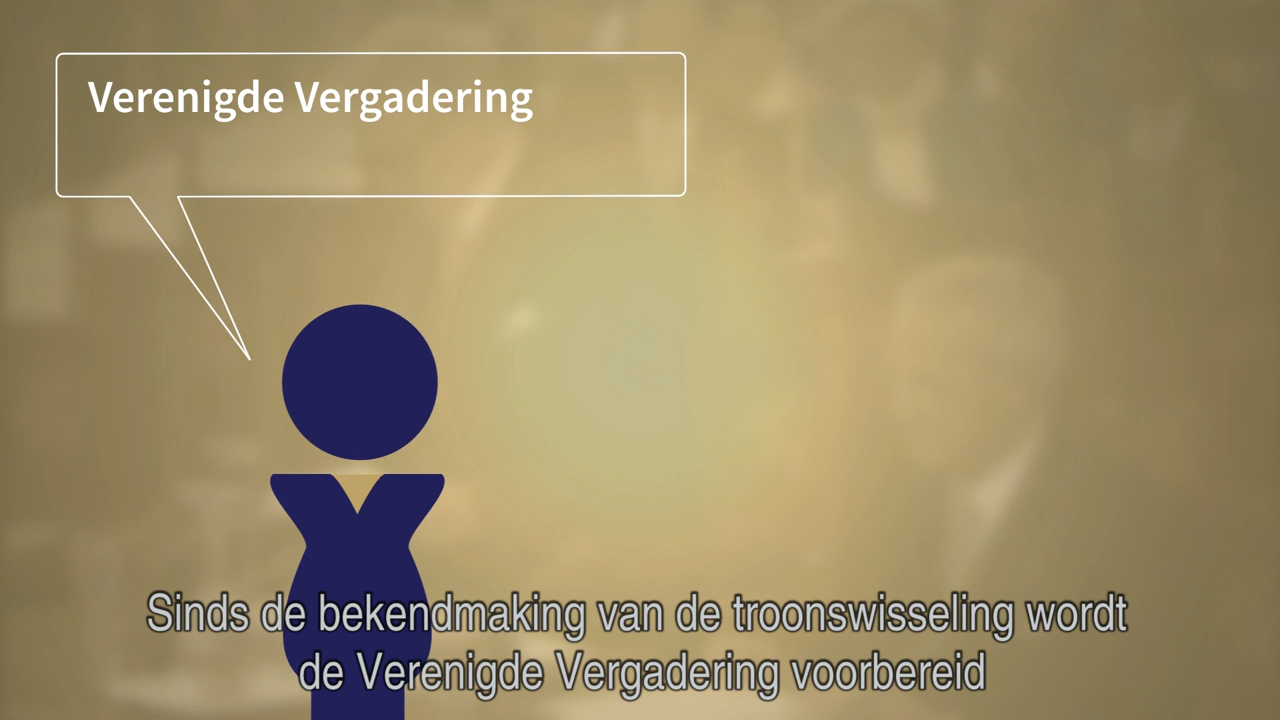 Verenigde Vergadering
Sinds de bekendmaking van de troonswisseling wordt
de Verenigde Vergadering voorbereid